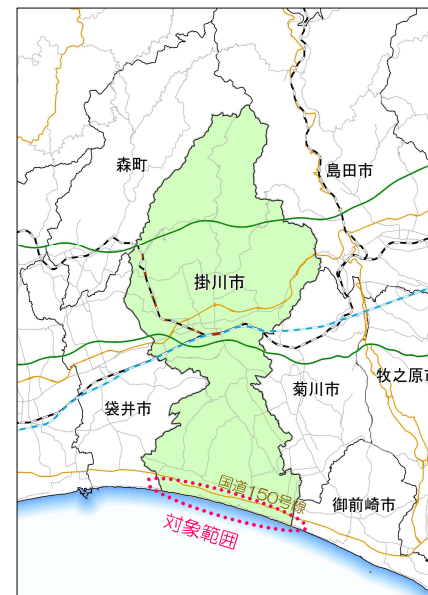 森町
島田市
掛川市
菊川市
牧之原市
袋井市
国道150号線
御前崎市
対象範囲